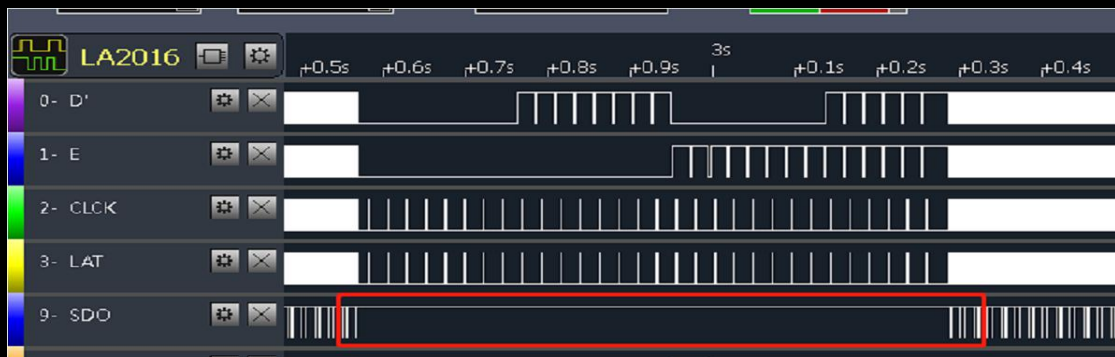 LA2016
3s
+0.5s +0.6s +0.7s +0.8s +0.9s +0.1s +0.2s +0.3s +0.4s
0- D'
1- E
2- CLCK
3- LAT
9- SDO